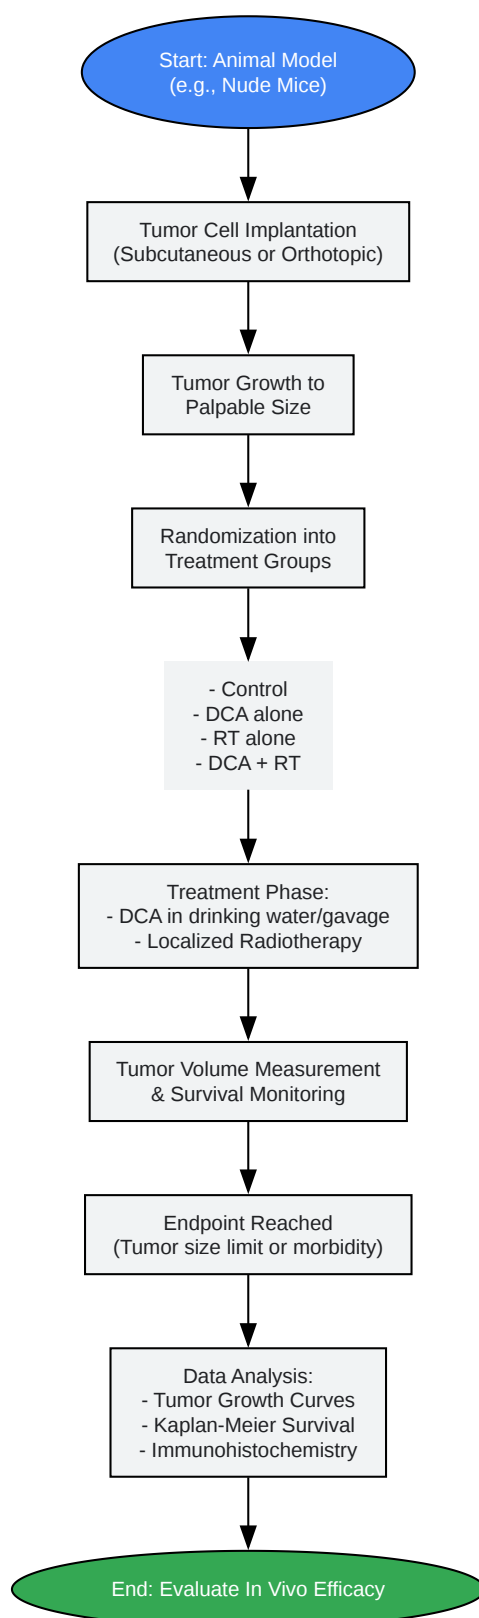 Start: Animal Model
(e.g., Nude Mice)
Tumor Cell Implantation
(Subcutaneous or Orthotopic)
Tumor Growth to
Palpable Size
Randomization into
Treatment Groups
- Control
- DCA alone
- RT alone
- DCA + RT
Treatment Phase:
- DCA in drinking water/gavage
- Localized Radiotherapy
Tumor Volume Measurement
& Survival Monitoring
Endpoint Reached
(Tumor size limit or morbidity)
Data Analysis:
- Tumor Growth Curves
- Kaplan-Meier Survival
- Immunohistochemistry
End: Evaluate In Vivo Efficacy